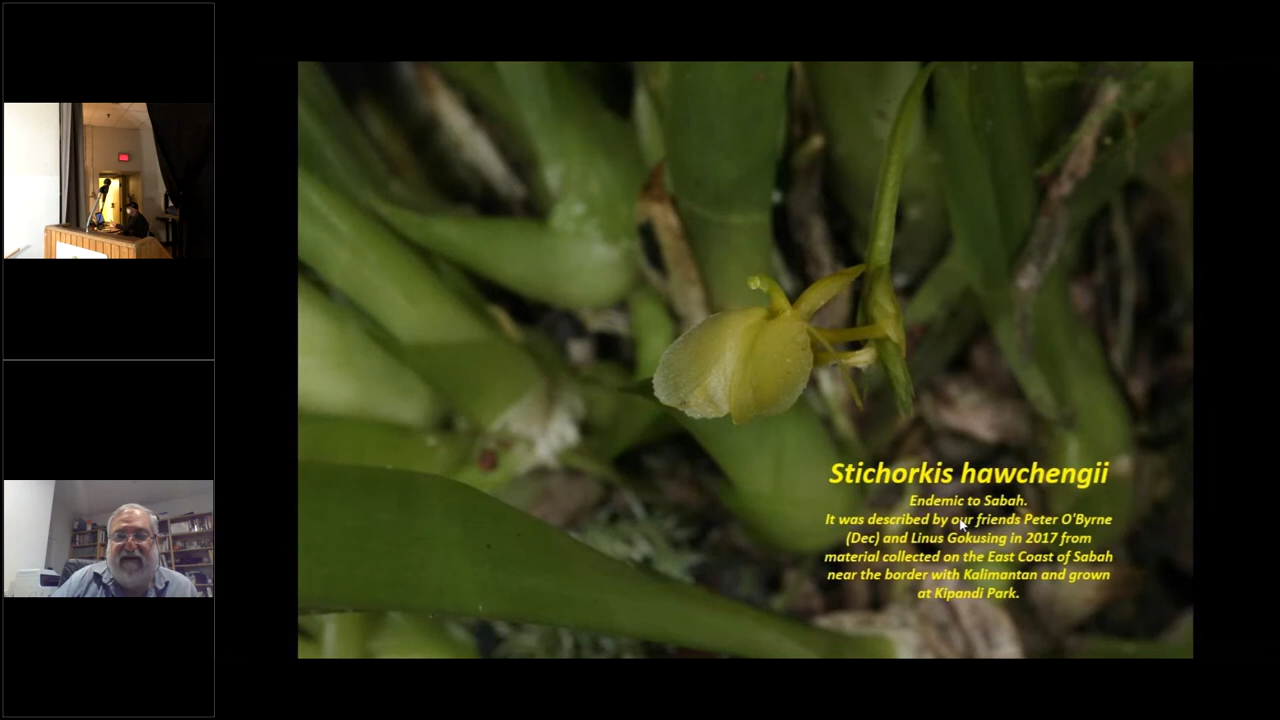 Stichorkis hawchengii
Endemic to Sabah.
It was described by our friends Peter O'Byrne
(Dec) and Linus Gokusing in 2017 from
material collected on the East Coast of Sabah
near the border with Kalimantan and grown
at Kipandi Park.